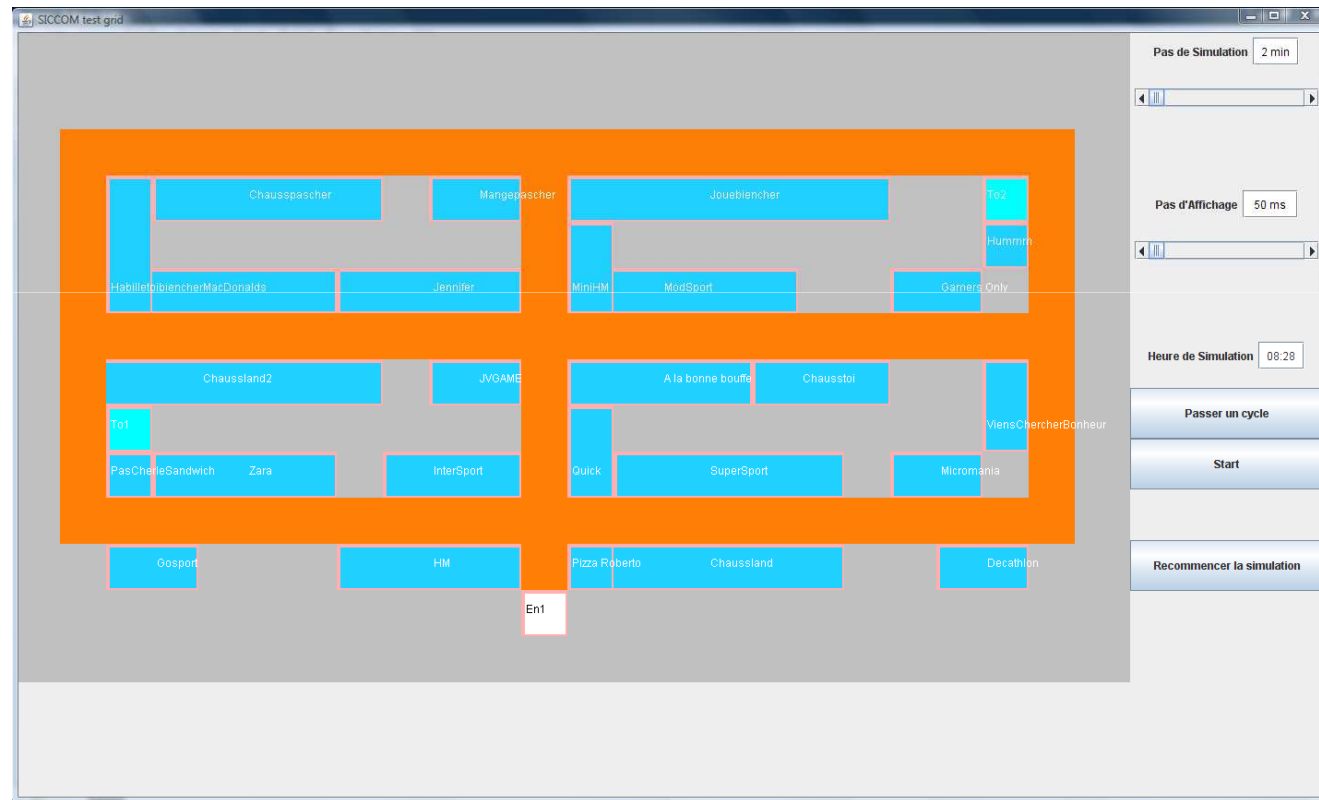 SICCOM test grid
Pas de Simulation 2 min
Chausspascher Mangepascher Joueblencher To2
Pas d'Affichage 50 ms
Hummm
HabilletoibiencherMacDonalds Jennifer MiniHM ModSport Gamers Only
Heure de Simulation 08:28
Chaussland2 JVGAME A la bonne bouffe Chausstoi
Passer un cycle
To1 ViensChercherBonheur
PasCherleSandwich Zara InterSport Quick SuperSport Micromania
Start
Gosport HM Pizza Roberto Chaussland Decathlon
Recommencer la simulation
En1